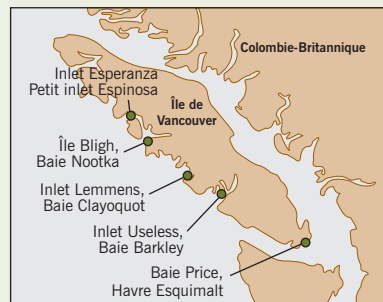 Colombie-Britannique
Inlet Esperanza
Petit inlet Espinosa
Île de
Vancouver
Île Bligh,
Baie Nootka
Inlet Lemmens,
Baie Clayoquot
Inlet Useless,
Baie Barkley
Baie Price,
Havre Esquimalt